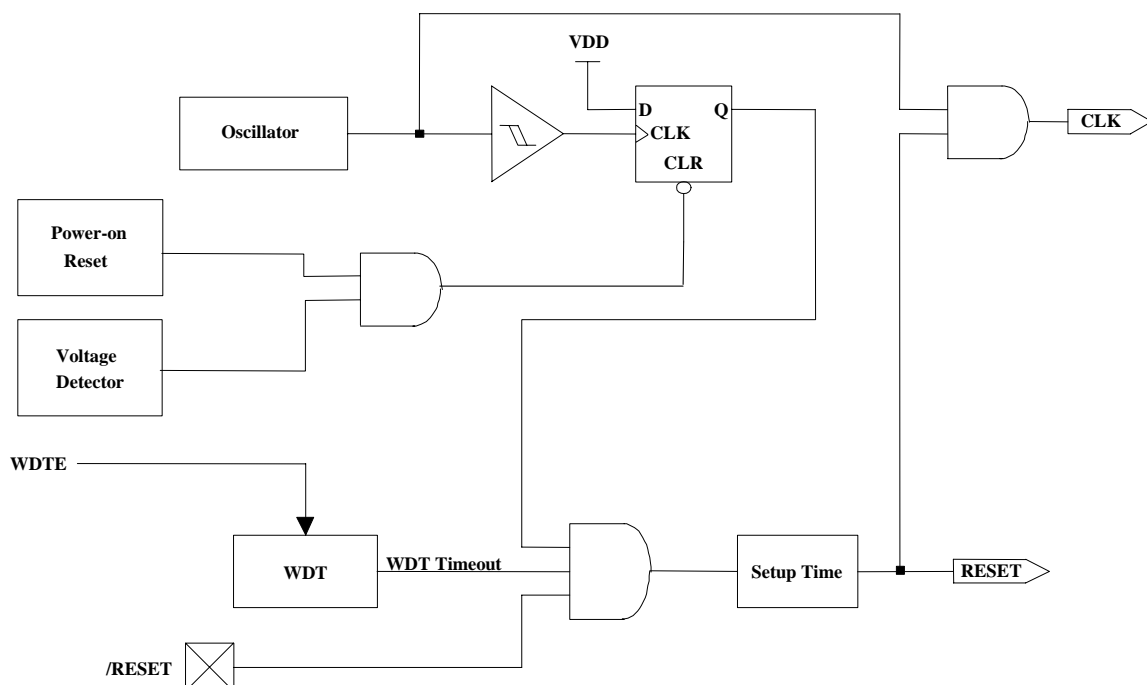 VDD
D
Q
Oscillator
CLK
CLK
CLR
Power-on
Reset
Voltage
Detector
WDTE
WDT
WDT Timeout
Setup Time
RESET
/RESET